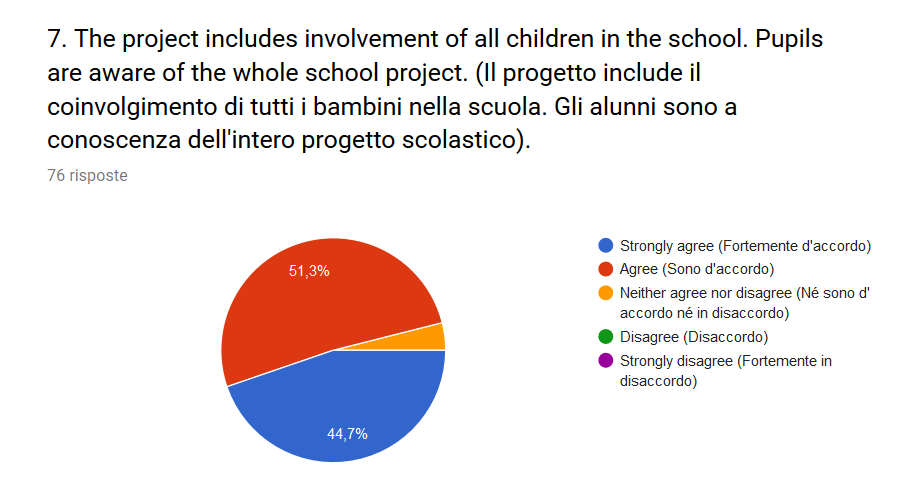 7. The project includes involvement of all children in the school. Pupils
are aware of the whole school project. (Il progetto include il
coinvolgimento di tutti i bambini nella scuola. Gli alunni sono a
conoscenza dell'intero progetto scolastico).
76 risposte
51,3%
44,7%
Strongly agree (Fortemente d'accordo)
Agree (Sono d'accordo)
Neither agree nor disagree (Né sono d'
accordo né in disaccordo)
Disagree (Disaccordo)
Strongly disagree (Fortemente in
disaccordo)